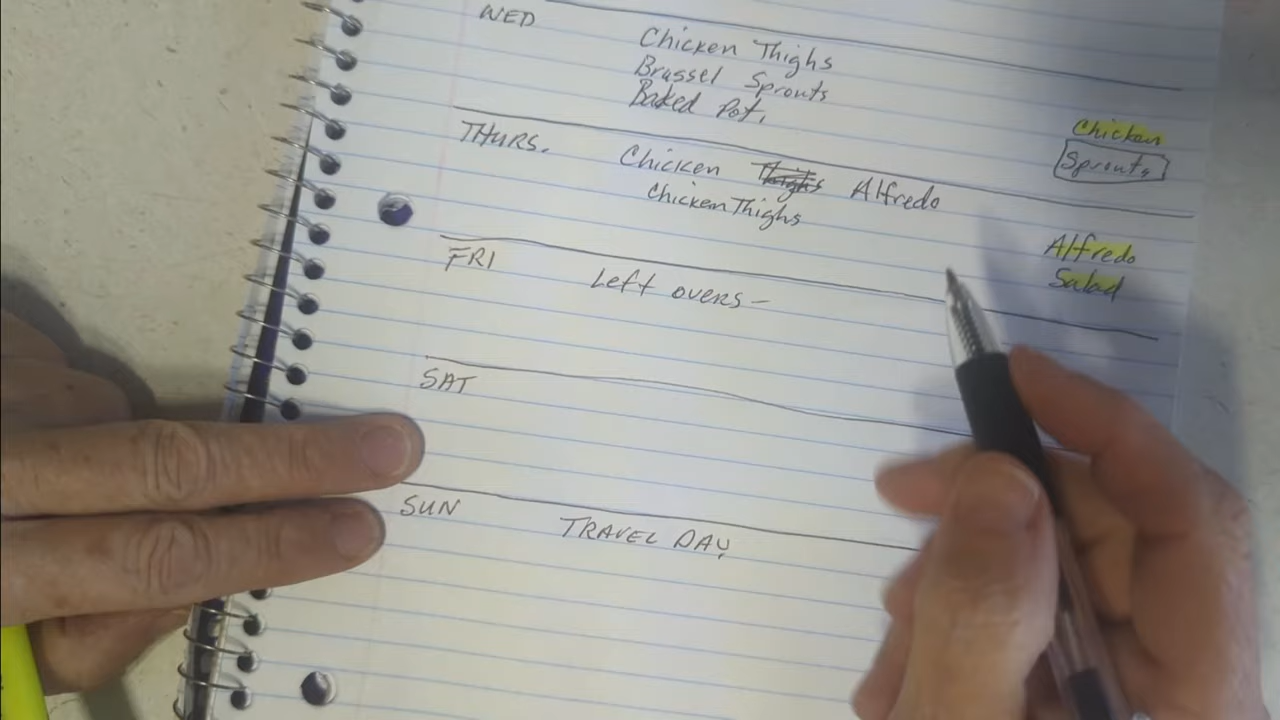 WED
Chicken Thighs
Brussel Sprouts
Baked Pot.
Chicken
Sprouts
THURS.
Chicken Thighs Alfredo
Chicken Thighs
Alfredo
Salad
FRI
Left overs -
SAT
SUN
TRAVEL DAY